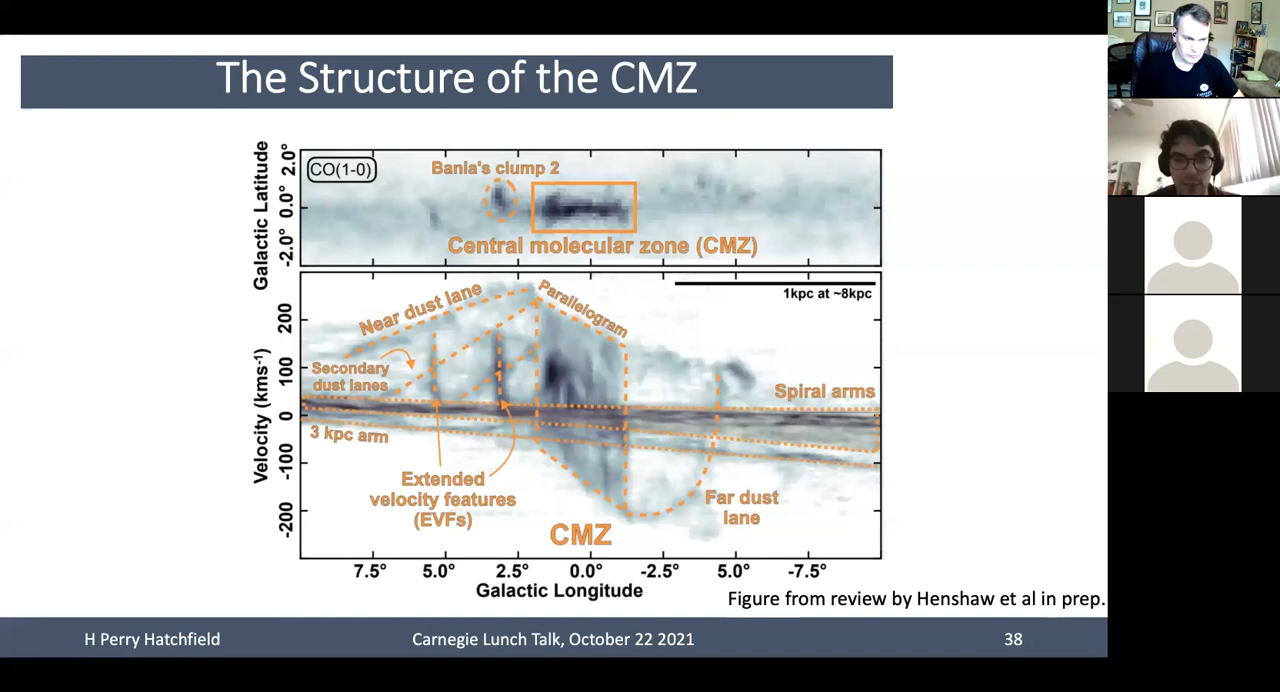 The Structure of the CMZ
CO(1-0)
Bania's clump 2
Central molecular zone (CMZ)
Galactic Latitude
2.0°
0.0°
-2.0°
1kpc at ~8kpc
Near dust lane
Parallelogram
Secondary
dust lanes
Spiral arms
3 kpc arm
Extended
velocity features
(EVFs)
CMZ
Far dust
lane
Velocity (kms⁻¹)
200
100
0
-100
-200
7.5°
5.0°
2.5°
0.0°
-2.5°
5.0°
-7.5°
Galactic Longitude
Figure from review by Henshaw et al in prep.
H Perry Hatchfield
Carnegie Lunch Talk, October 22 2021
38